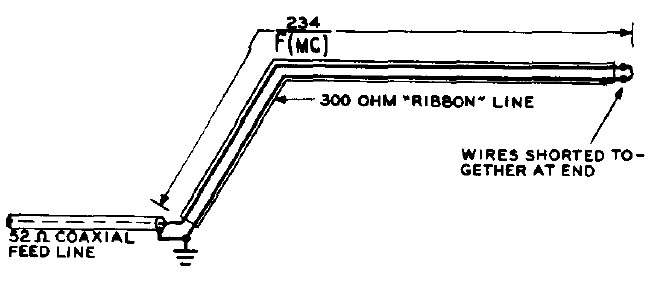 234
F(MC)
300 OHM "RIBBON" LINE
WIRES SHORTED TO-
GETHER AT END
52 Ω COAXIAL
FEED LINE